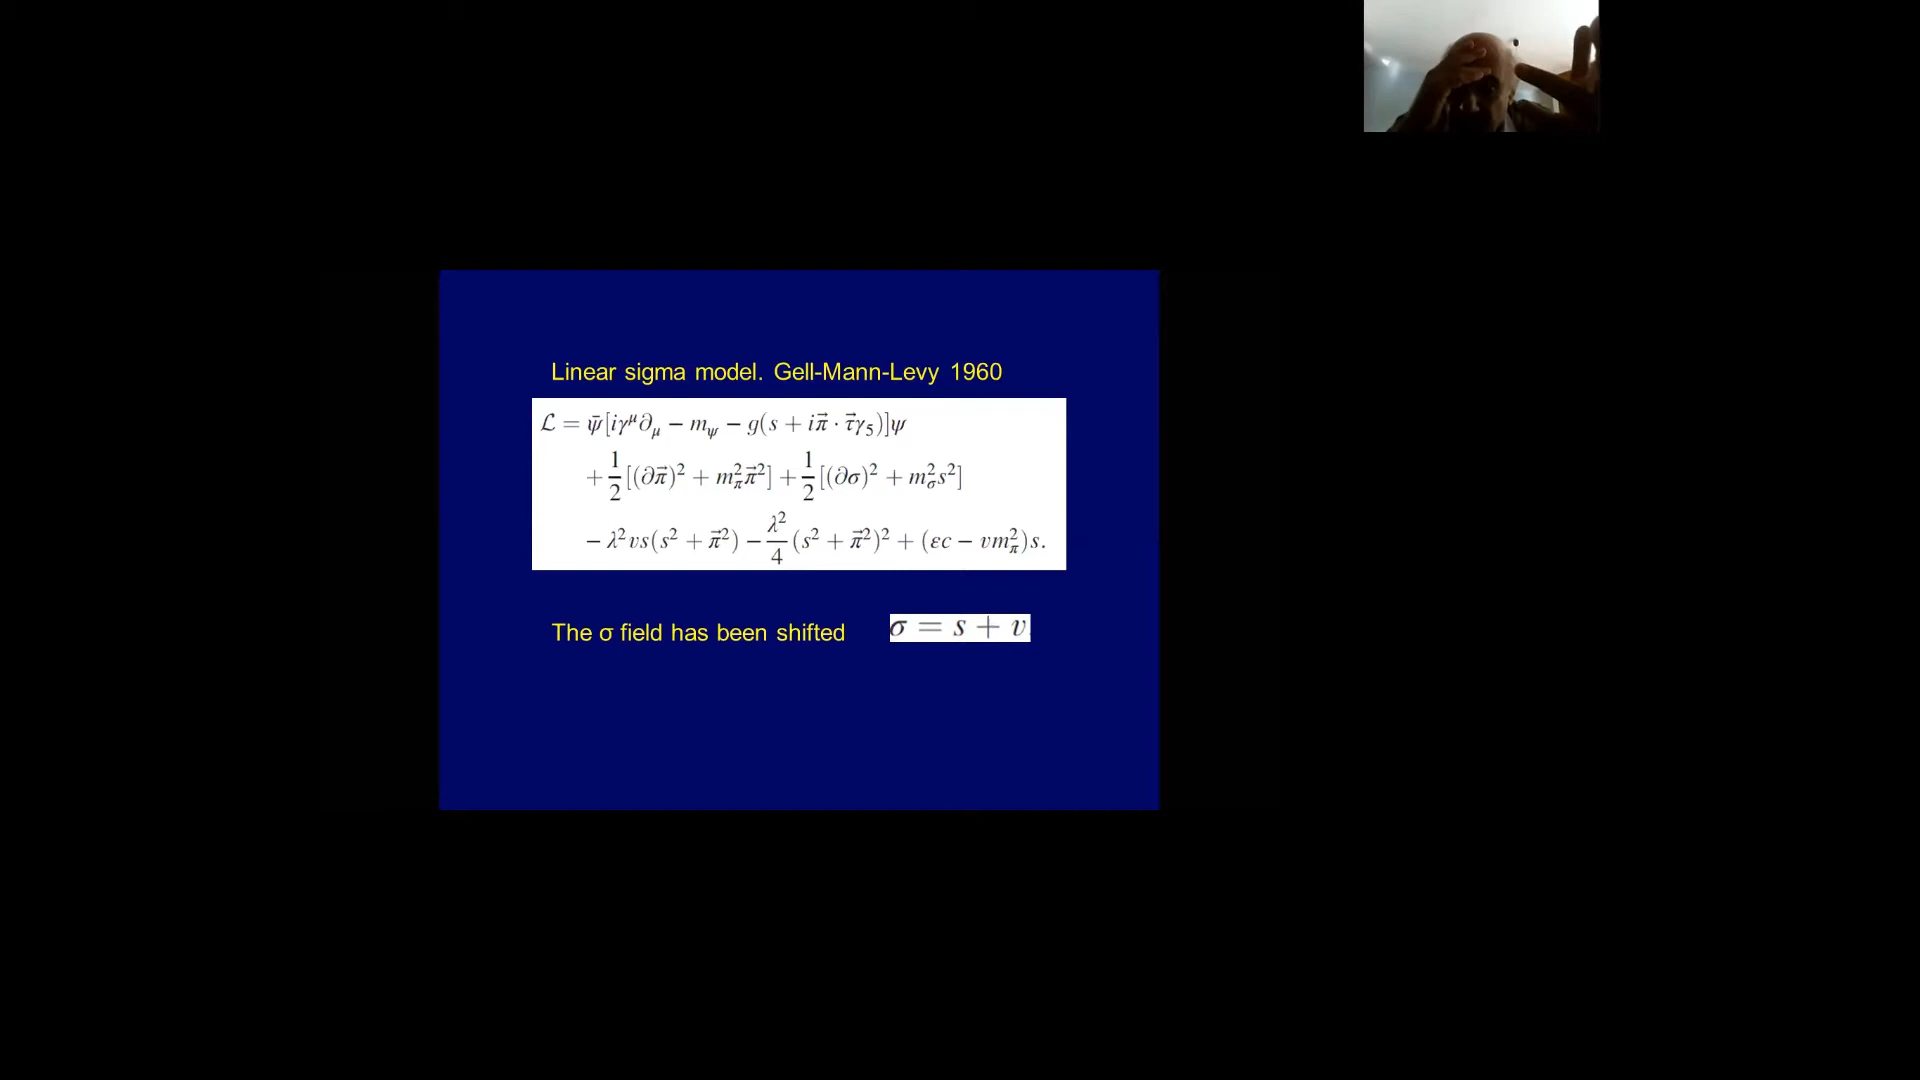 Linear sigma model. Gell-Mann-Levy 1960
ℒ = ψ̄[iγ^μ∂_μ − m_ψ − g(s + iπ⃗ · τ⃗γ₅)]ψ
+ 1/2[(∂π⃗)² + m_π²π⃗²] + 1/2[(∂σ)² + m_σ²s²]
− λ²vs(s² + π⃗²) − λ²/4(s² + π⃗²)² + (εc − vm_π²)s.
The σ field has been shifted σ = s + v